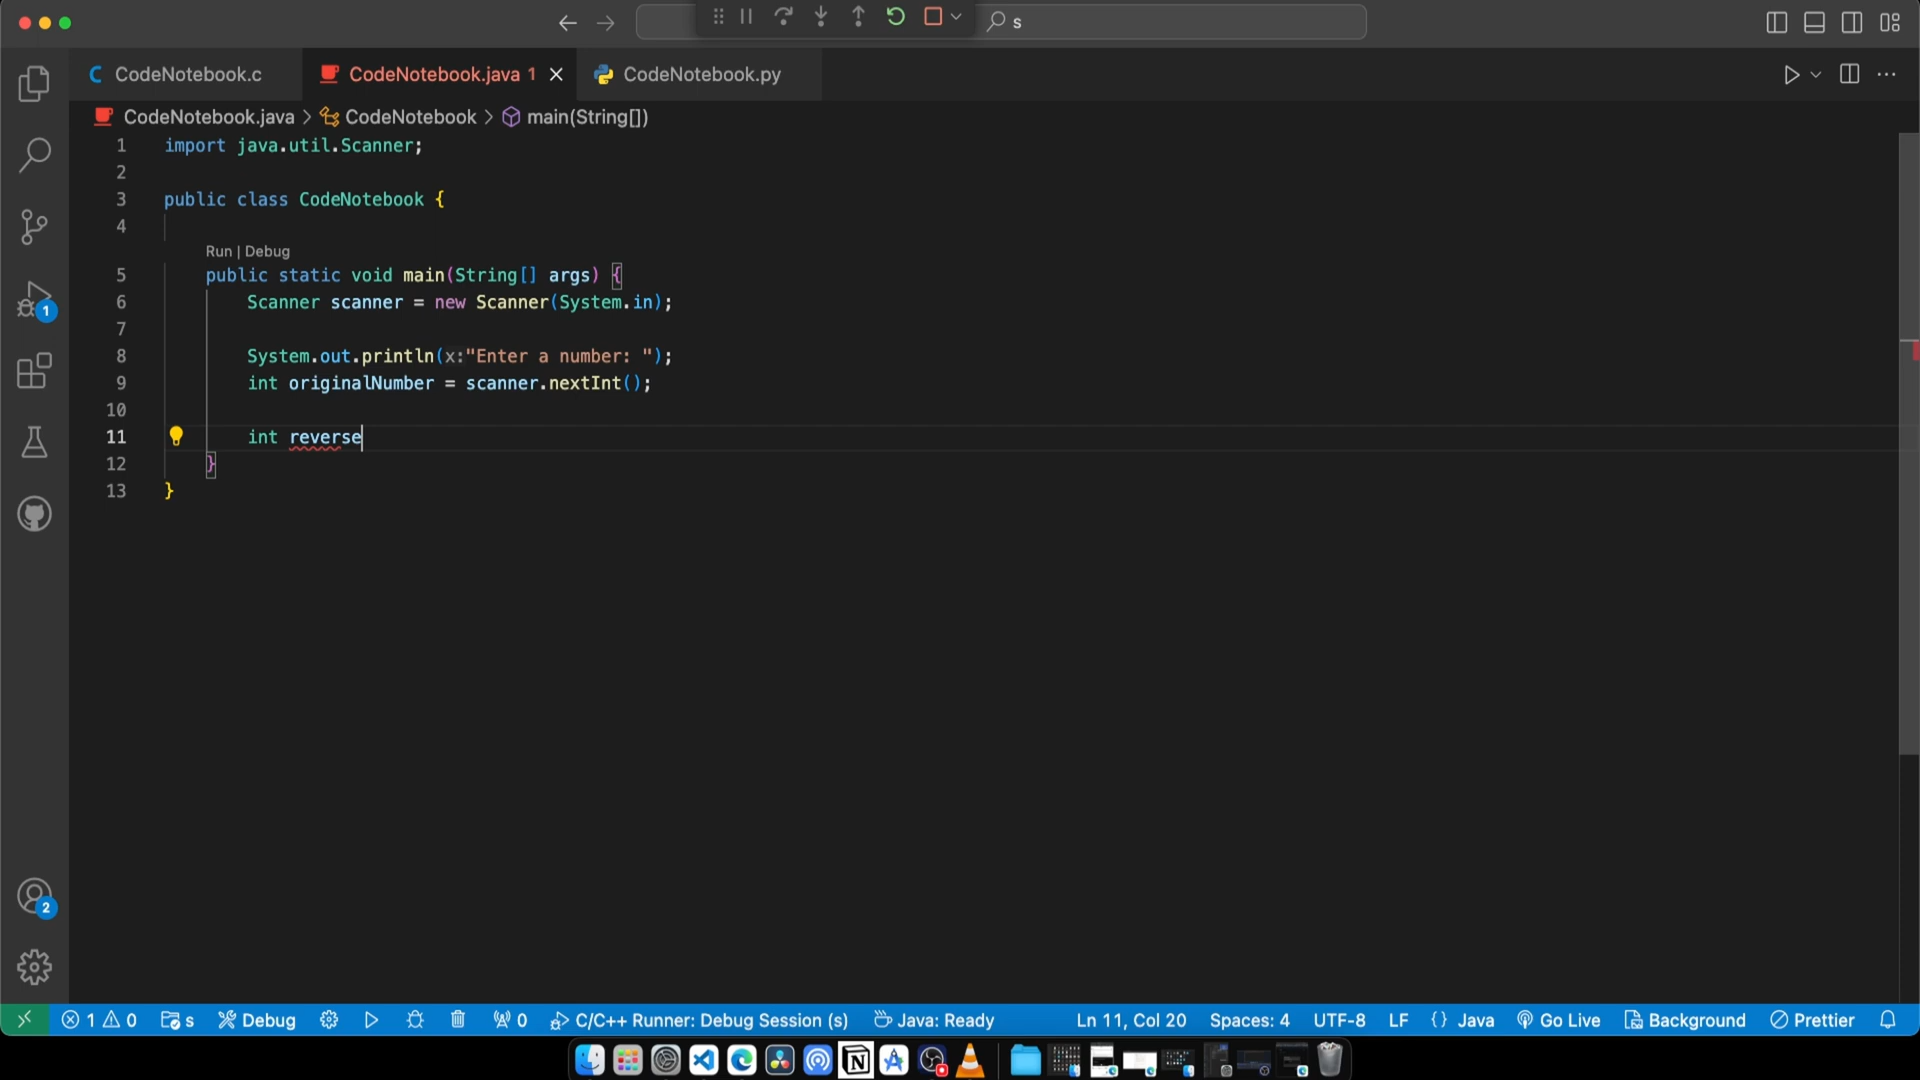 s
CodeNotebook.c
CodeNotebook.java 1
CodeNotebook.py
CodeNotebook.java > CodeNotebook > main(String[])
1 import java.util.Scanner;
2
3 public class CodeNotebook {
4
Run | Debug
5 public static void main(String[] args) {
6 Scanner scanner = new Scanner(System.in);
7
8 System.out.println(x:"Enter a number: ");
9 int originalNumber = scanner.nextInt();
10
11 int reverse
12 }
13 }
1
2
1 0 s Debug 0 C/C++ Runner: Debug Session (s) Java: Ready Ln 11, Col 20 Spaces: 4 UTF-8 LF {} Java Go Live Background Prettier